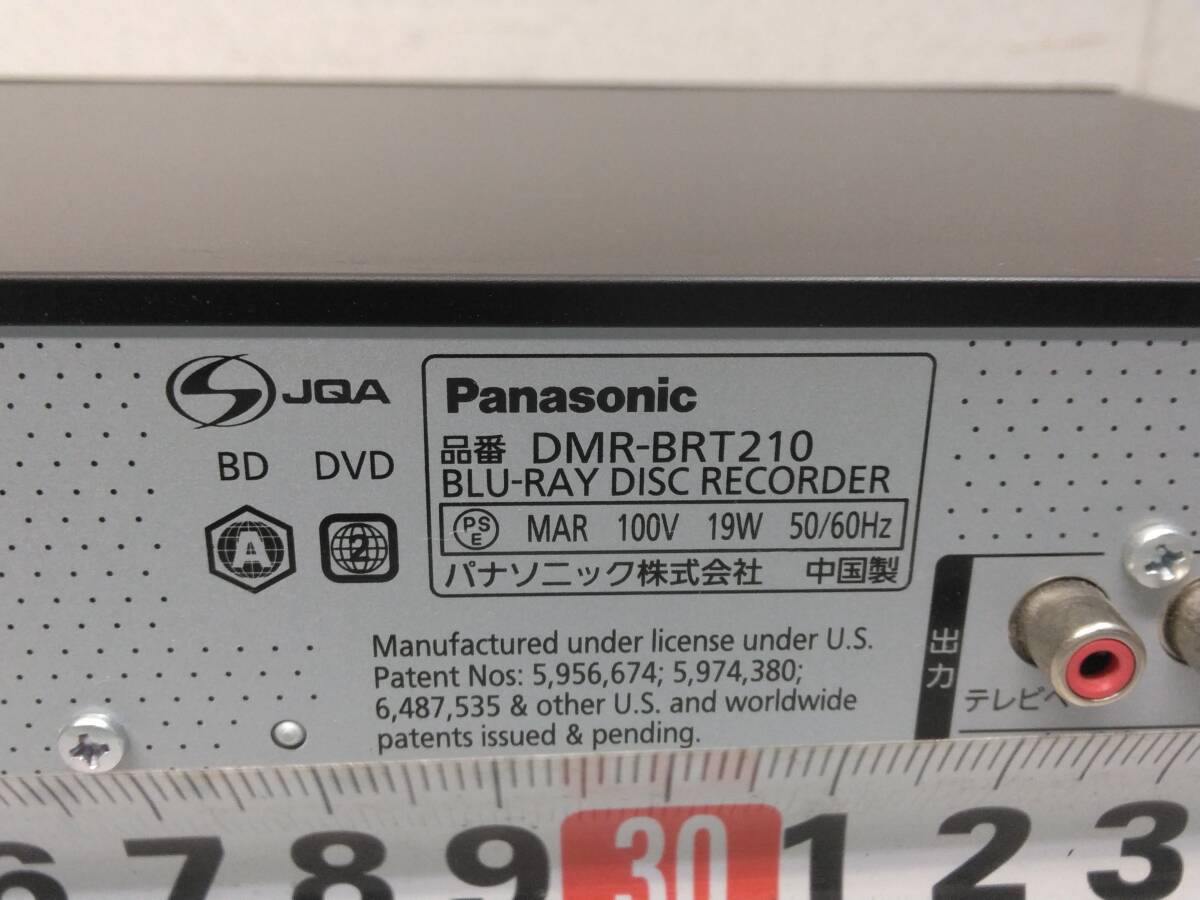 JQA
BD DVD
A 2
Panasonic
品番 DMR-BRT210
BLU-RAY DISC RECORDER
PSE MAR 100V 19W 50/60Hz
パナソニック株式会社 中国製
Manufactured under license under U.S.
Patent Nos: 5,956,674; 5,974,380;
6,487,535 & other U.S. and worldwide
patents issued & pending.
出力
テレビへ
6 7 8 9 30 1 2 3